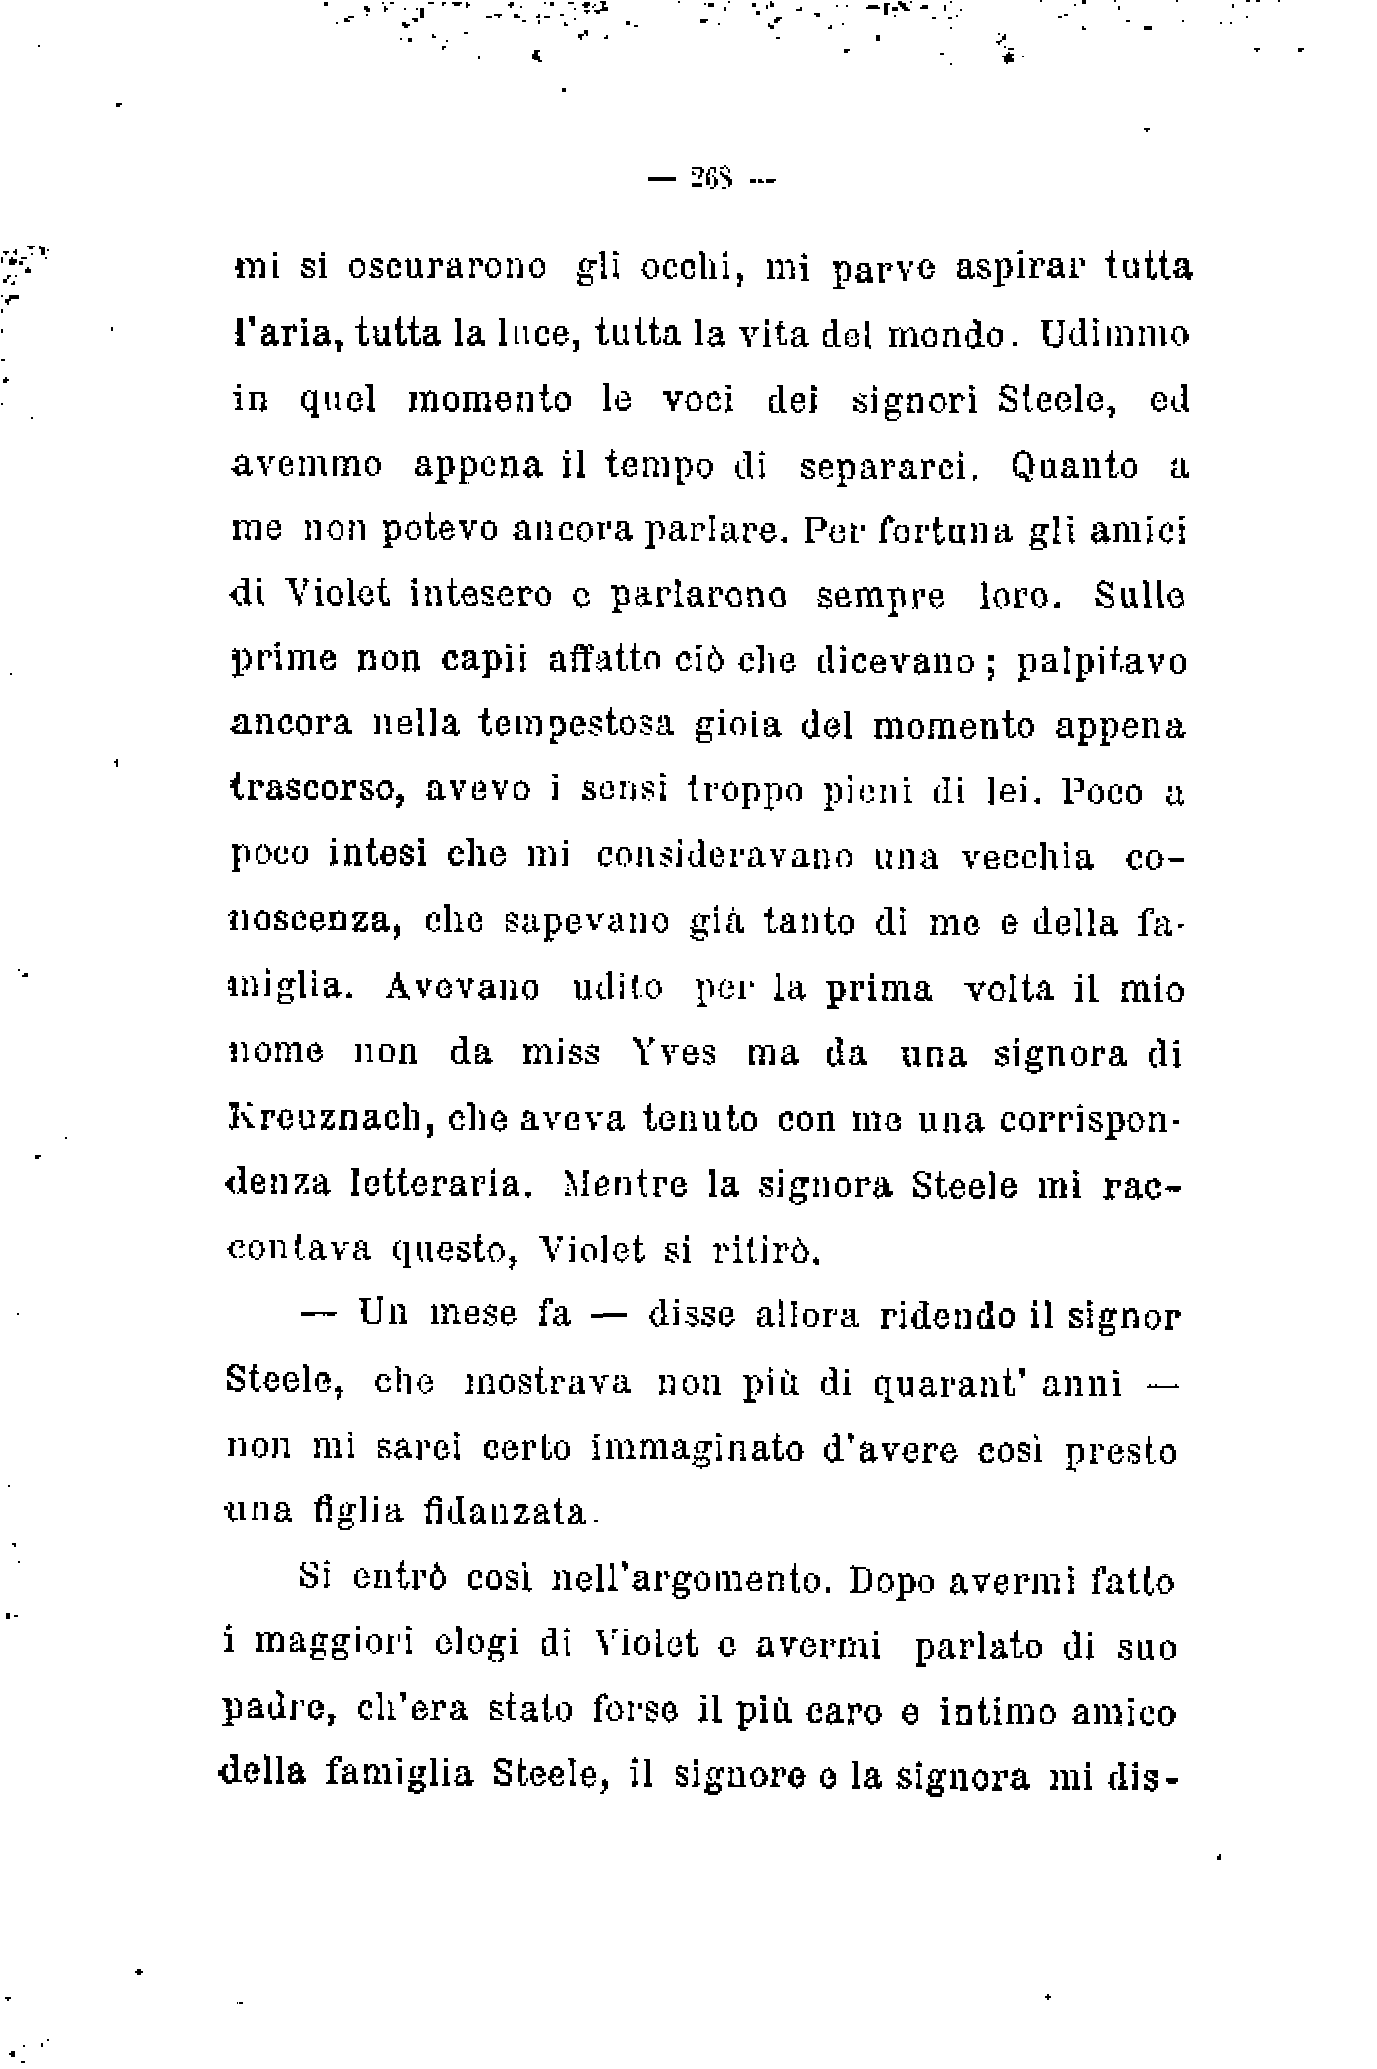 — 268 —
mi si oscurarono gli occhi, mi parve aspirar tutta
l'aria, tutta la luce, tutta la vita del mondo. Udimmo
in quel momento le voci dei signori Steele, ed
avemmo appena il tempo di separarci. Quanto a
me non potevo ancora parlare. Per fortuna gli amici
di Violet intesero e parlarono sempre loro. Sulle
prime non capii affatto ciò che dicevano; palpitavo
ancora nella tempestosa gioia del momento appena
trascorso, avevo i sensi troppo pieni di lei. Poco a
poco intesi che mi consideravano una vecchia co-
noscenza, che sapevano già tanto di me e della fa-
miglia. Avevano udito per la prima volta il mio
nome non da miss Yves ma da una signora di
Kreuznach, che aveva tenuto con me una corrispon-
denza letteraria. Mentre la signora Steele mi rac-
contava questo, Violet si ritirò.
— Un mese fa — disse allora ridendo il signor
Steele, che mostrava non più di quarant' anni —
non mi sarei certo immaginato d'avere così presto
una figlia fidanzata.
Si entrò così nell'argomento. Dopo avermi fatto
i maggiori elogi di Violet e avermi parlato di suo
padre, ch'era stato forse il più caro e intimo amico
della famiglia Steele, il signore e la signora mi dis-